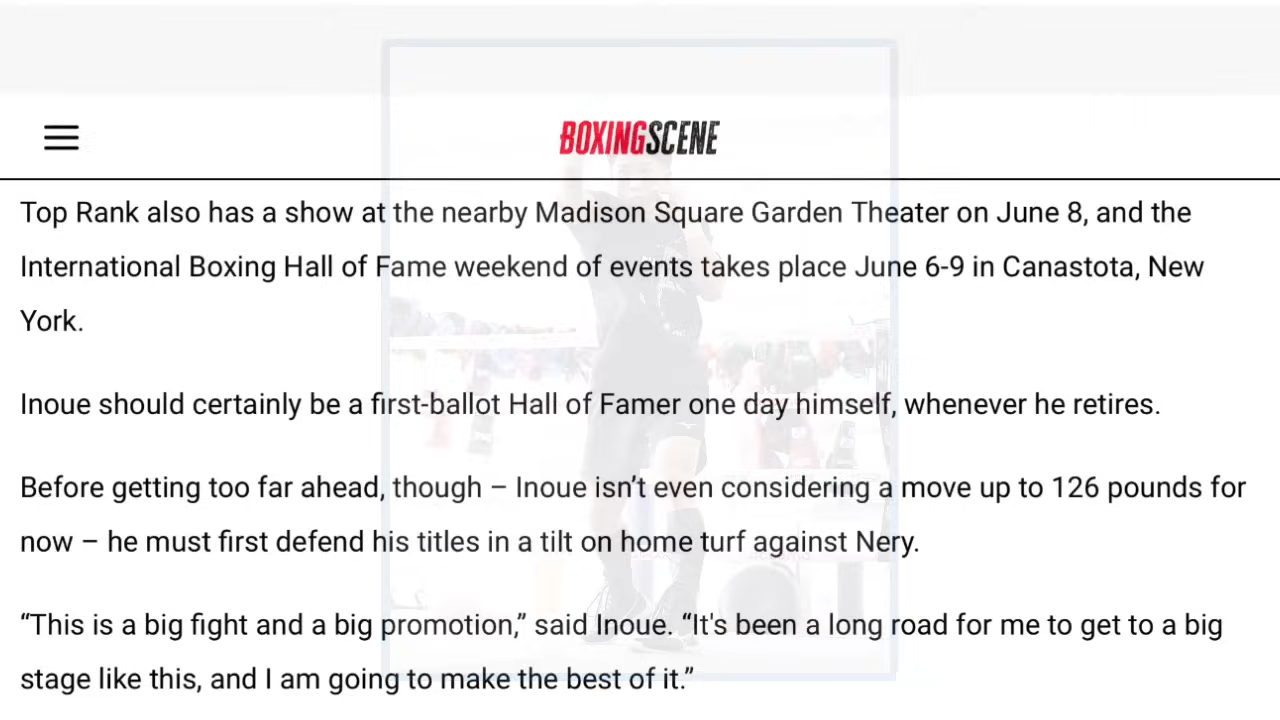 BOXINGSCENE
Top Rank also has a show at the nearby Madison Square Garden Theater on June 8, and the
International Boxing Hall of Fame weekend of events takes place June 6-9 in Canastota, New
York.
Inoue should certainly be a first-ballot Hall of Famer one day himself, whenever he retires.
Before getting too far ahead, though – Inoue isn’t even considering a move up to 126 pounds for
now – he must first defend his titles in a tilt on home turf against Nery.
“This is a big fight and a big promotion,” said Inoue. “It's been a long road for me to get to a big
stage like this, and I am going to make the best of it.”